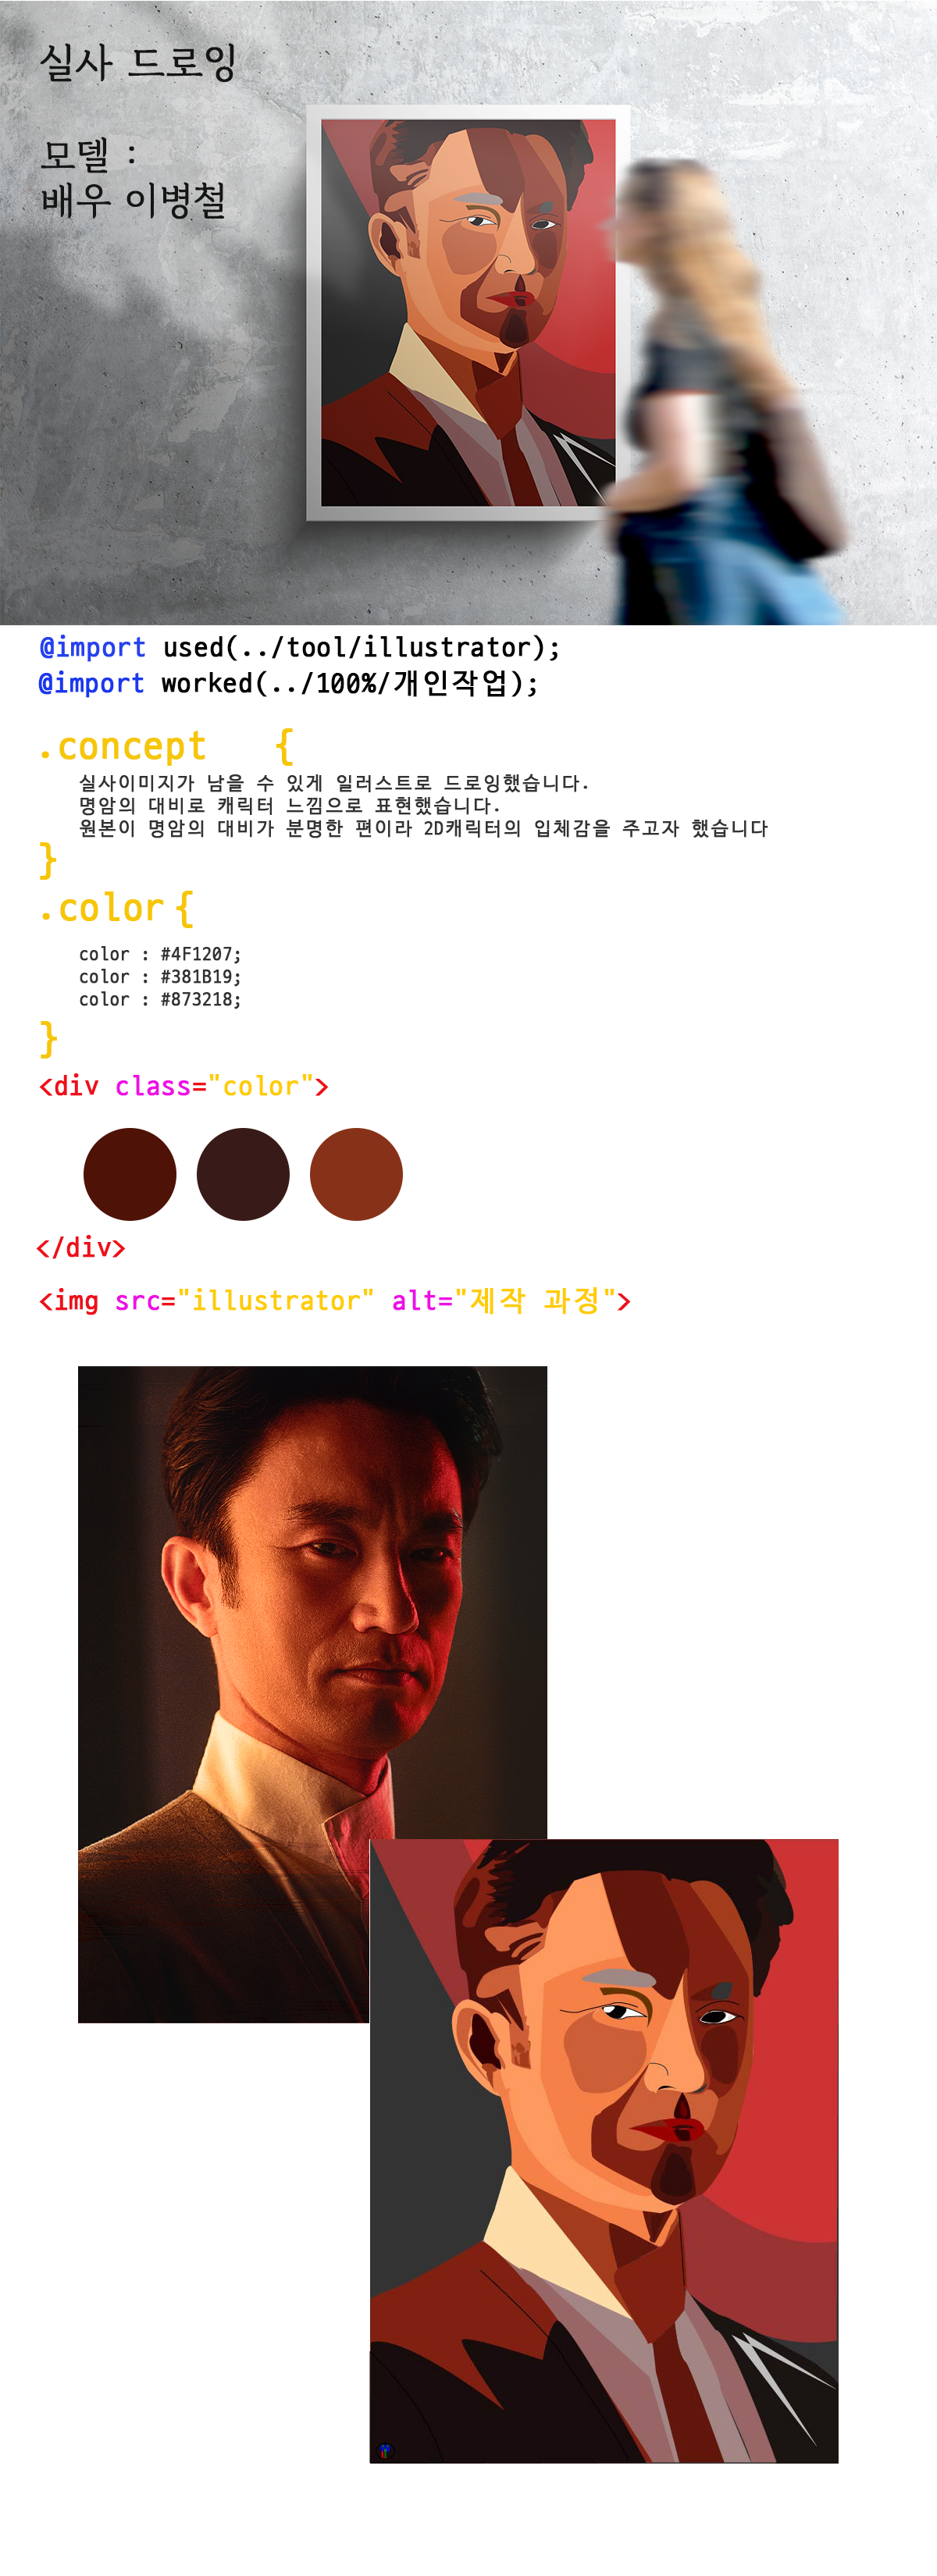 실사 드로잉
모델 :
배우 이병철
@import used(../tool/illustrator);
@import worked(../100%/개인작업);
.concept {
실사이미지가 남을 수 있게 일러스트로 드로잉했습니다.
명암의 대비로 캐릭터 느낌으로 표현했습니다.
원본이 명암의 대비가 분명한 편이라 2D캐릭터의 입체감을 주고자 했습니다
}
.color {
color : #4F1207;
color : #381B19;
color : #873218;
}
<div class="color">
</div>
<img src="illustrator" alt="제작 과정">